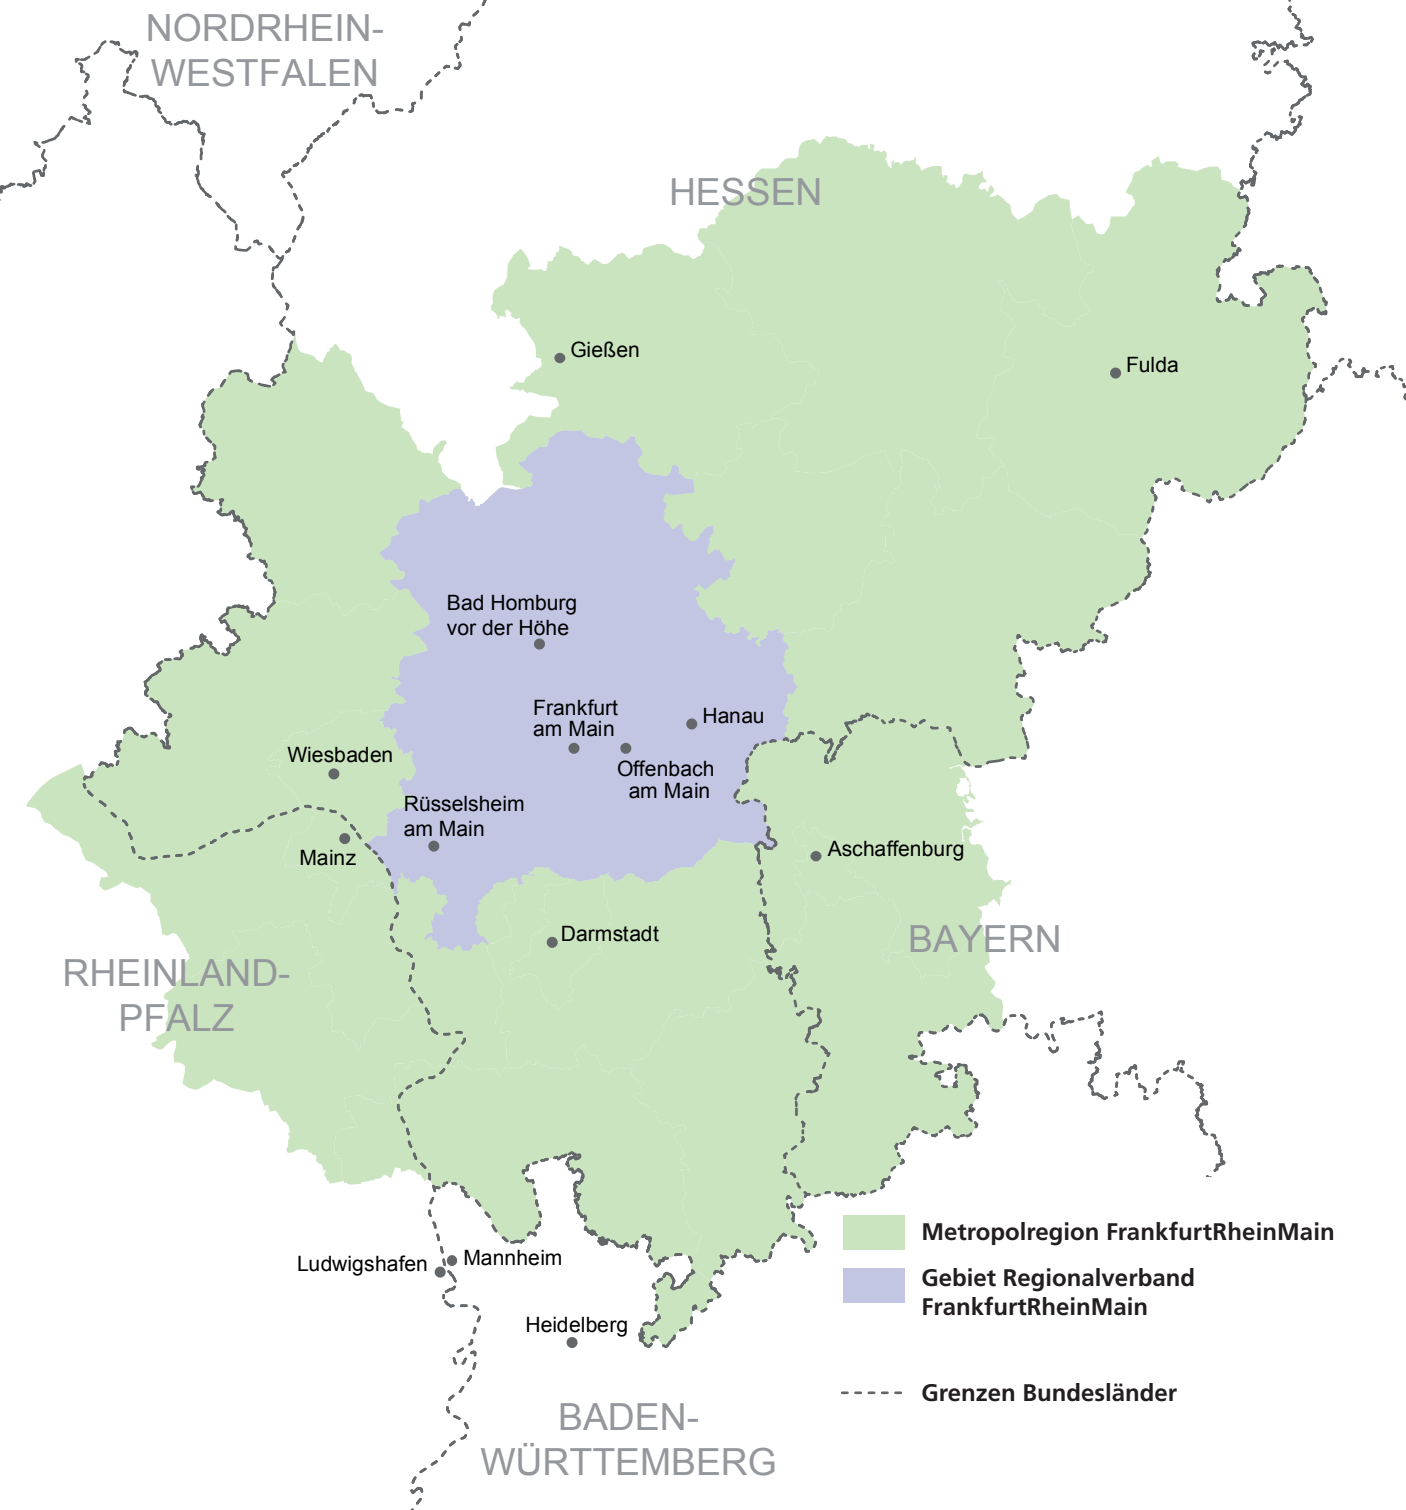 NORDRHEIN-
WESTFALEN
HESSEN
Gießen
Fulda
Bad Homburg
vor der Höhe
Frankfurt
am Main
Hanau
Wiesbaden
Offenbach
am Main
Rüsselsheim
am Main
Mainz
Aschaffenburg
Darmstadt
BAYERN
RHEINLAND-
PFALZ
Ludwigshafen
Mannheim
Heidelberg
BADEN-
WÜRTTEMBERG
Metropolregion FrankfurtRheinMain
Gebiet Regionalverband
FrankfurtRheinMain
Grenzen Bundesländer